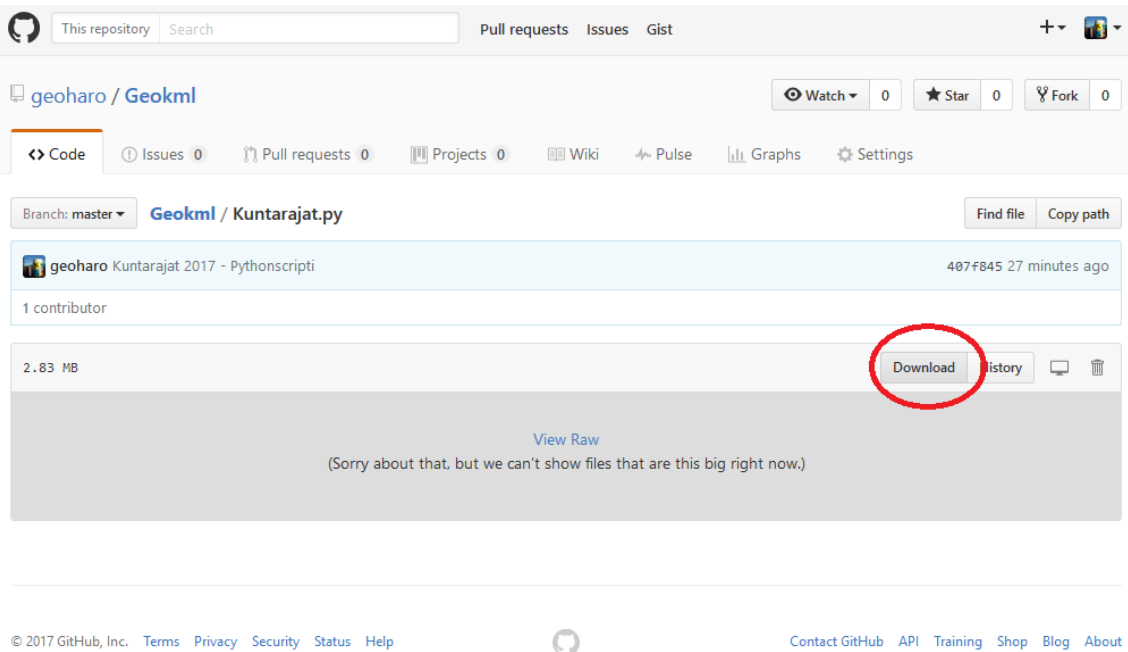 This repository Search Pull requests Issues Gist
geoharo / Geokml Watch 0 Star 0 Fork 0
Code Issues 0 Pull requests 0 Projects 0 Wiki Pulse Graphs Settings
Branch: master Geokml / Kuntarajat.py Find file Copy path
geoharo Kuntarajat 2017 - Pythonscripti 407f845 27 minutes ago
1 contributor
2.83 MB Download History
View Raw
(Sorry about that, but we can't show files that are this big right now.)
© 2017 GitHub, Inc. Terms Privacy Security Status Help Contact GitHub API Training Shop Blog About